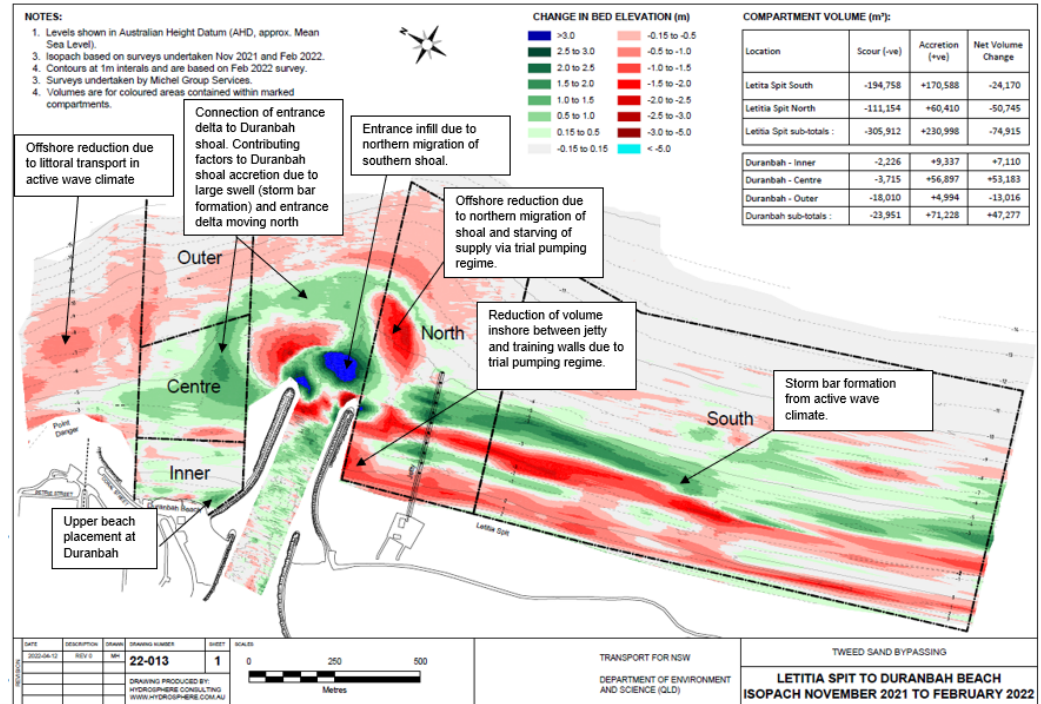 NOTES:
1. Levels shown in Australian Height Datum (AHD, approx. Mean
Sea Level).
2. Isopach based on surveys undertaken Nov 2021 and Feb 2022.
4. Contours at 1m interals and are based on Feb 2022 survey.
3. Surveys undertaken by Michel Group Services.
4. Volumes are for coloured areas contained within marked
compartments.
N
CHANGE IN BED ELEVATION (m)
>3.0
2.5 to 3.0
2.0 to 2.5
1.5 to 2.0
1.0 to 1.5
0.5 to 1.0
0.15 to 0.5
-0.15 to 0.15
-0.15 to -0.5
-0.5 to -1.0
-1.0 to -1.5
-1.5 to -2.0
-2.0 to -2.5
-2.5 to -3.0
-3.0 to -5.0
< -5.0
COMPARTMENT VOLUME (m³):
Location Scour (-ve) Accretion (+ve) Net Volume Change
Letita Spit South -194,758 +170,588 -24,170
Letitia Spit North -111,154 +60,410 -50,745
Letitia Spit sub-totals : -305,912 +230,998 -74,915
Duranbah - Inner -2,226 +9,337 +7,110
Duranbah - Centre -3,715 +56,897 +53,183
Duranbah - Outer -18,010 +4,994 -13,016
Duranbah sub-totals : -23,951 +71,228 +47,277
Offshore reduction due
to littoral transport in
active wave climate
Connection of entrance
delta to Duranbah
shoal. Contributing
factors to Duranbah
shoal accretion due to
large swell (storm bar
formation) and entrance
delta moving north
Entrance infill due to
northern migration of
southern shoal.
Offshore reduction due
to northern migration of
shoal and starving of
supply via trial pumping
regime.
Reduction of volume
inshore between jetty
and training walls due to
trial pumping regime.
Storm bar formation
from active wave
climate.
Upper beach
placement at
Duranbah
Outer
North
Centre
South
Inner
Point
Danger
Duranbah Beach
Letitia Spit
REVISION
DATE DESCRIPTION DRAWN DRAWING NUMBER SHEET SCALES
2022-04-12 REV 0 MH 22-013 1
DRAWING PRODUCED BY:
HYDROSPHERE CONSULTING
WWW.HYDROSPHERE.COM.AU
0 250 500
Metres
TRANSPORT FOR NSW
DEPARTMENT OF ENVIRONMENT
AND SCIENCE (QLD)
TWEED SAND BYPASSING
LETITIA SPIT TO DURANBAH BEACH
ISOPACH NOVEMBER 2021 TO FEBRUARY 2022